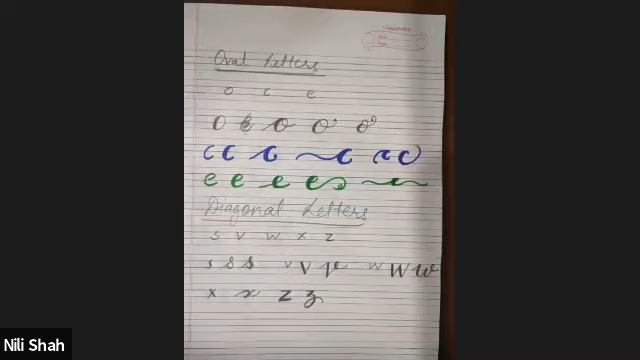 Oval Letters
o c e
o e o o o
c c c c c c
e e e e e
Diagonal Letters
s v w x z
s s s v v v w w w
x x z z
Nili Shah